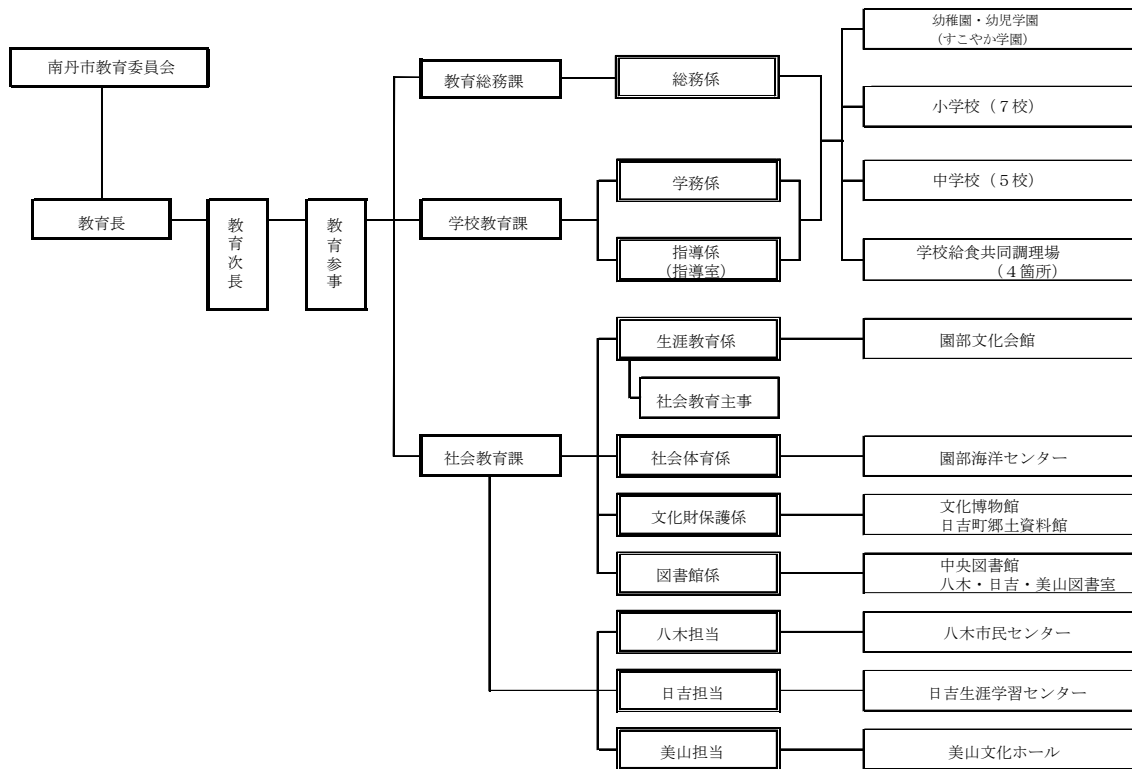 南丹市教育委員会
教育長
教育次長
教育参事
教育総務課
総務係
学校教育課
学務係
指導係
(指導室)
幼稚園・幼児学園
(すこやか学園)
小学校（７校）
中学校（５校）
学校給食共同調理場
（４箇所）
社会教育課
生涯教育係
園部文化会館
社会教育主事
社会体育係
園部海洋センター
文化財保護係
文化博物館
日吉町郷土資料館
図書館係
中央図書館
八木・日吉・美山図書室
八木担当
八木市民センター
日吉担当
日吉生涯学習センター
美山担当
美山文化ホール